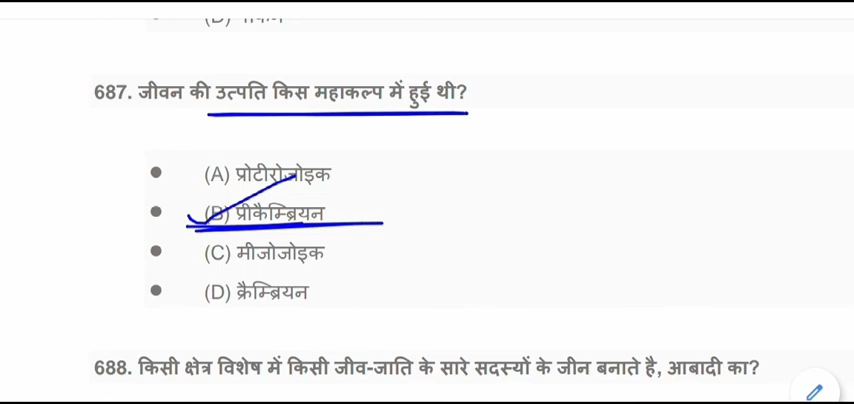 687. जीवन की उत्पति किस महाकल्प में हुई थी?
(A) प्रोटीरोजोइक
(B) प्रीकैम्ब्रियन
(C) मीजोजोइक
(D) क्रैम्ब्रियन
688. किसी क्षेत्र विशेष में किसी जीव-जाति के सारे सदस्यों के जीन बनाते है, आबादी का?